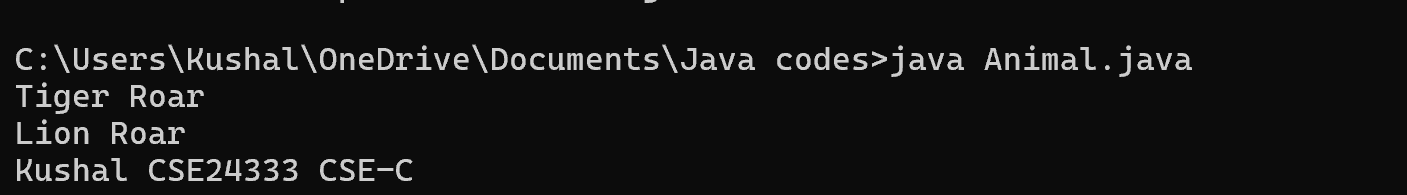 C:\Users\Kushal\OneDrive\Documents\Java codes>java Animal.java
Tiger Roar
Lion Roar
Kushal CSE24333 CSE-C